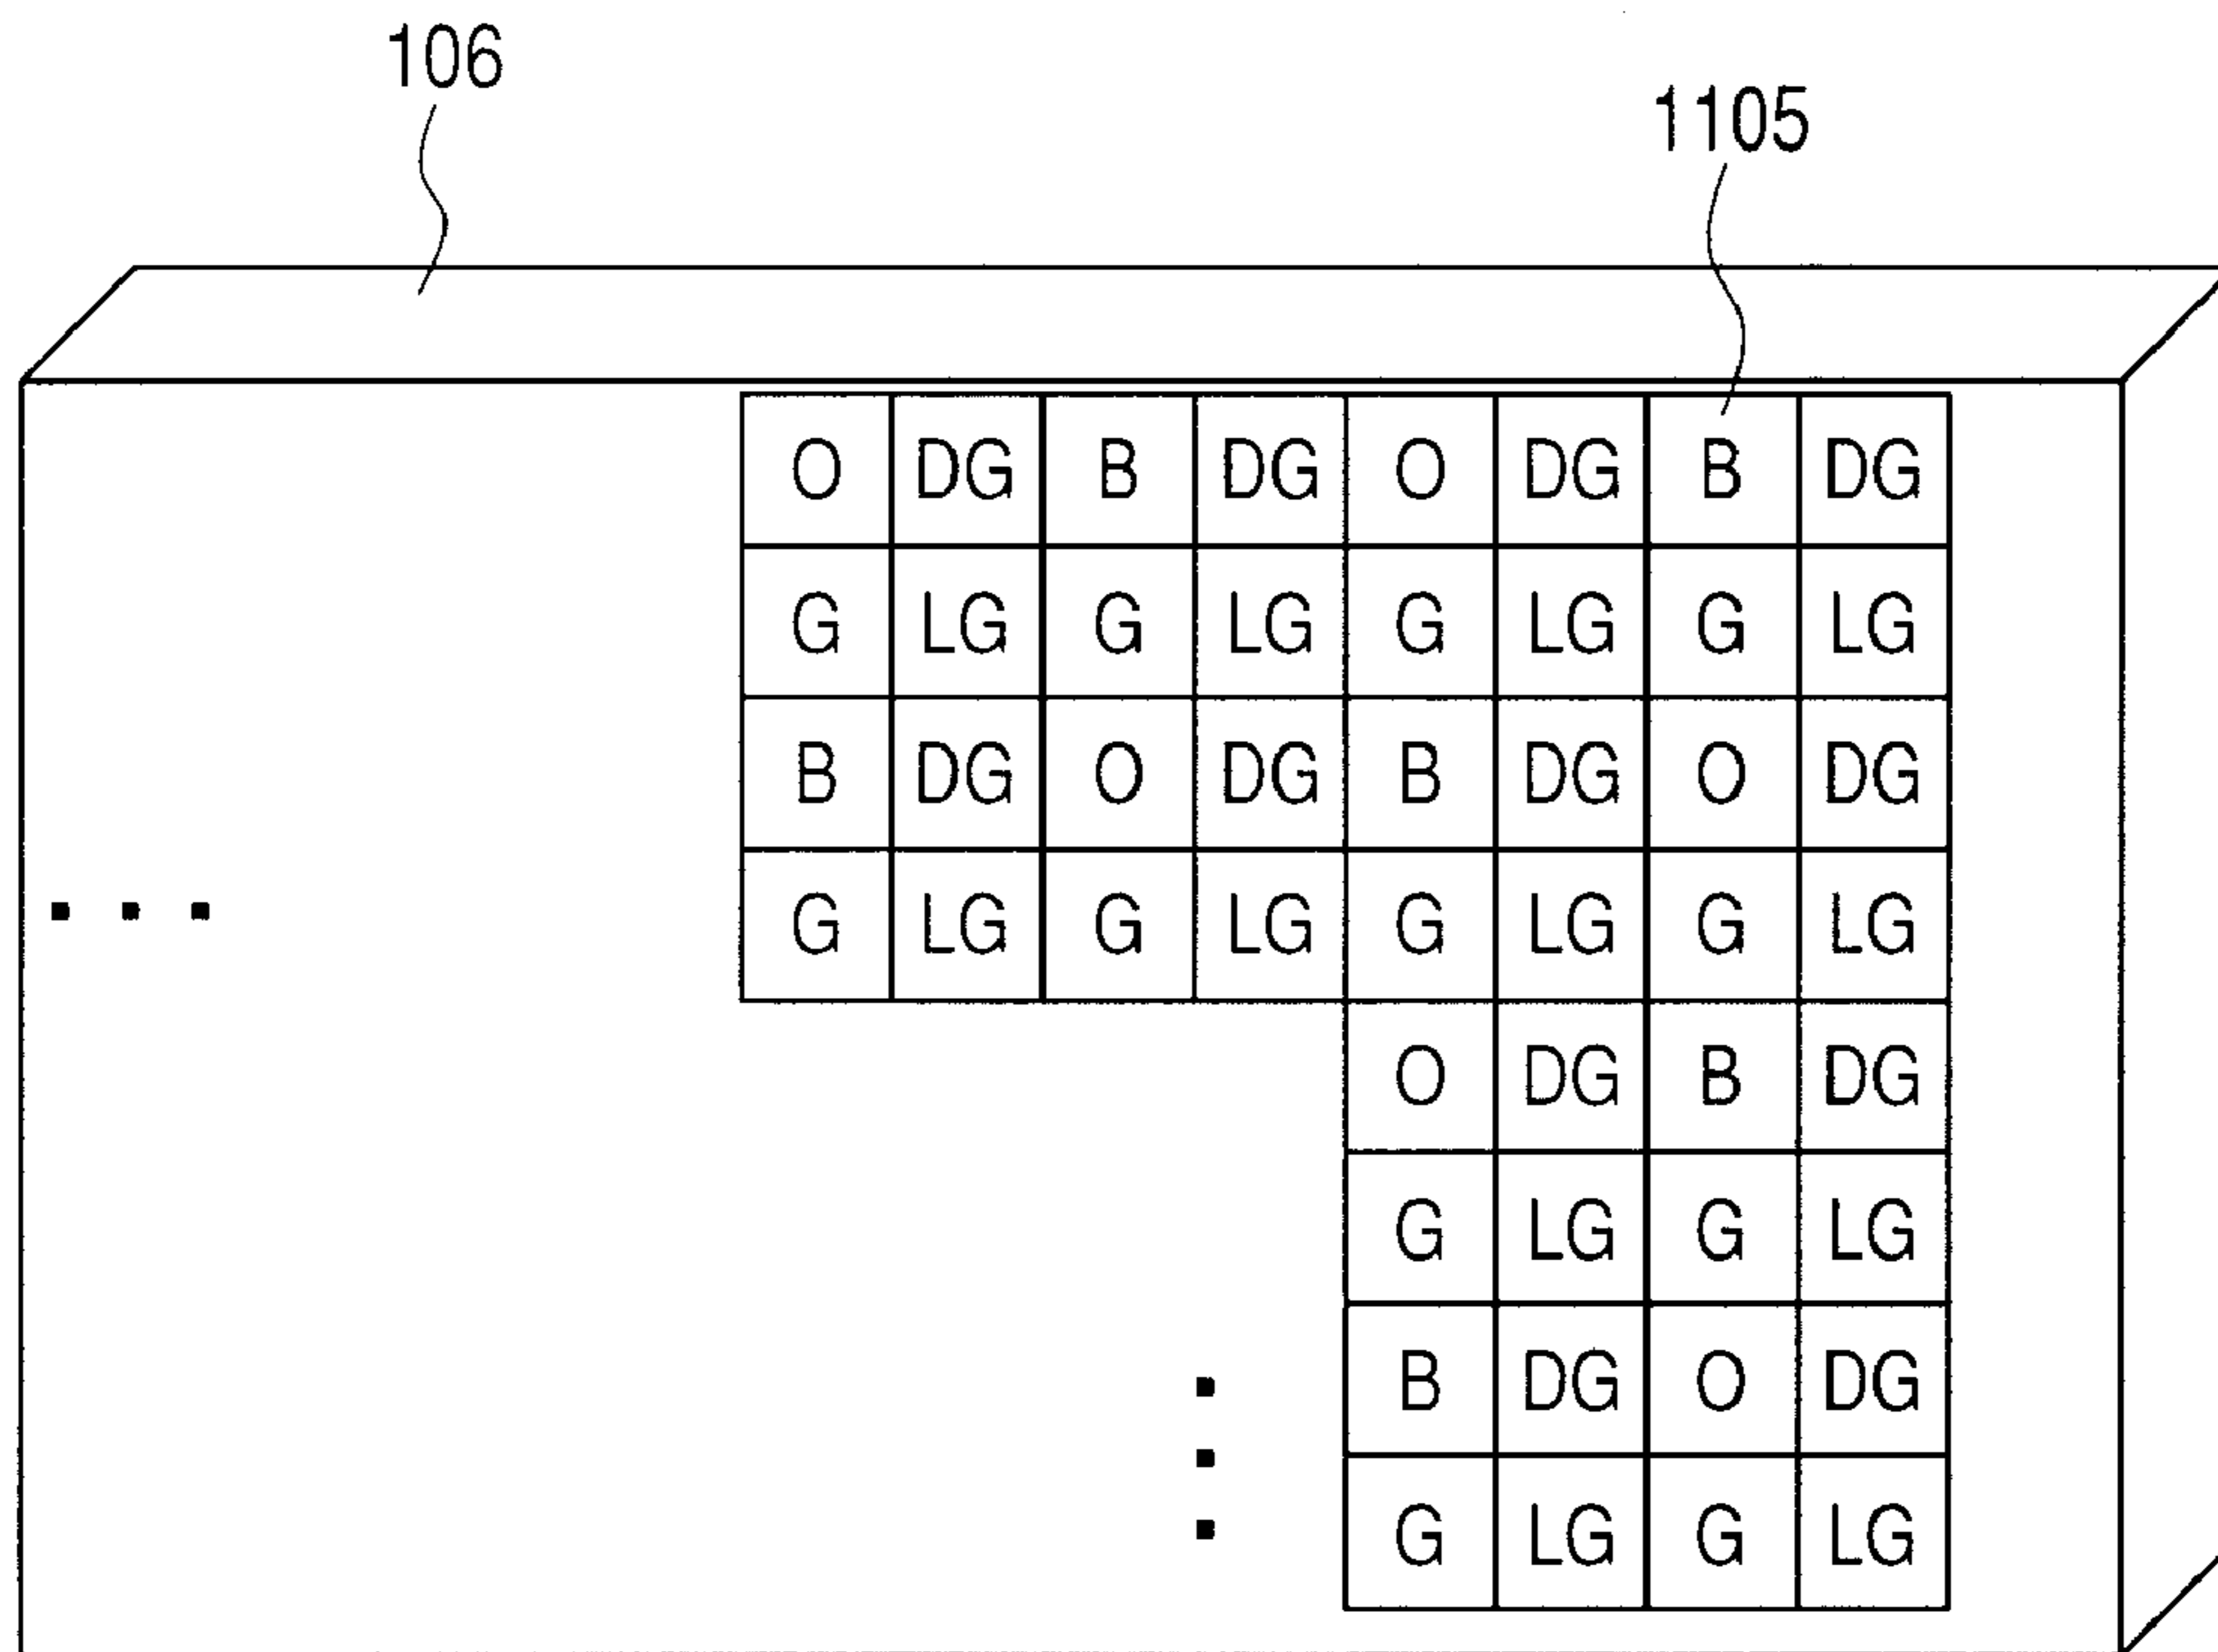 106
1105
O DG B DG O DG B DG
G LG G LG G LG G LG
B DG O DG B DG O DG
G LG G LG G LG G LG
O DG B DG
G LG G LG
B DG O DG
G LG G LG